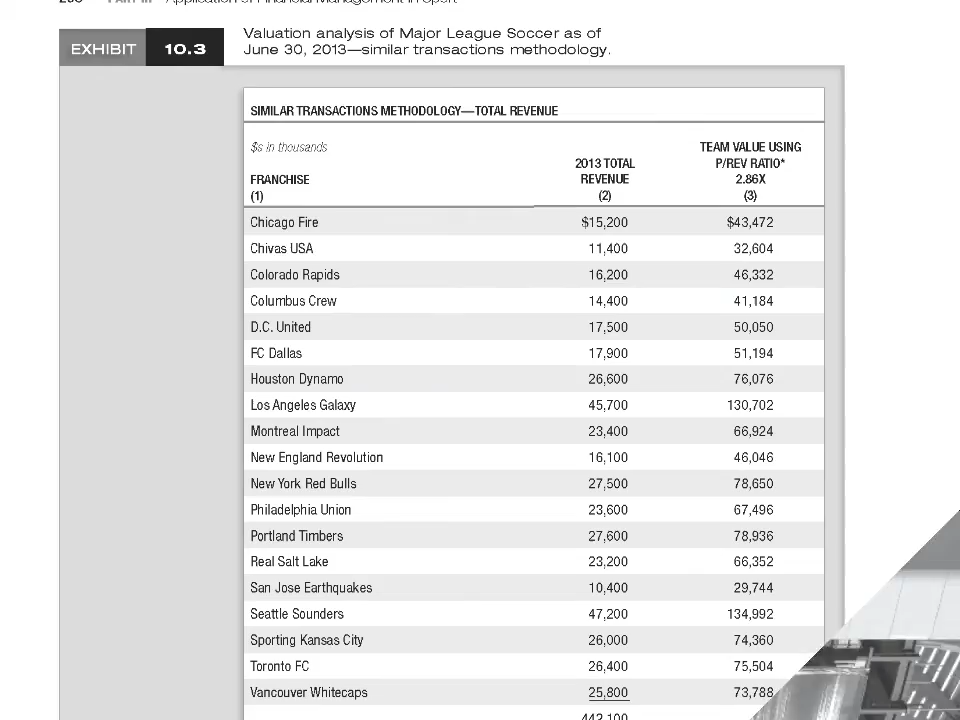 EXHIBIT 10.3
Valuation analysis of Major League Soccer as of
June 30, 2013—similar transactions methodology.
SIMILAR TRANSACTIONS METHODOLOGY—TOTAL REVENUE
$s in thousands
FRANCHISE
(1)
2013 TOTAL
REVENUE
(2)
TEAM VALUE USING
P/REV RATIO*
2.86X
(3)
Chicago Fire $15,200 $43,472
Chivas USA 11,400 32,604
Colorado Rapids 16,200 46,332
Columbus Crew 14,400 41,184
D.C. United 17,500 50,050
FC Dallas 17,900 51,194
Houston Dynamo 26,600 76,076
Los Angeles Galaxy 45,700 130,702
Montreal Impact 23,400 66,924
New England Revolution 16,100 46,046
New York Red Bulls 27,500 78,650
Philadelphia Union 23,600 67,496
Portland Timbers 27,600 78,936
Real Salt Lake 23,200 66,352
San Jose Earthquakes 10,400 29,744
Seattle Sounders 47,200 134,992
Sporting Kansas City 26,000 74,360
Toronto FC 26,400 75,504
Vancouver Whitecaps 25,800 73,788